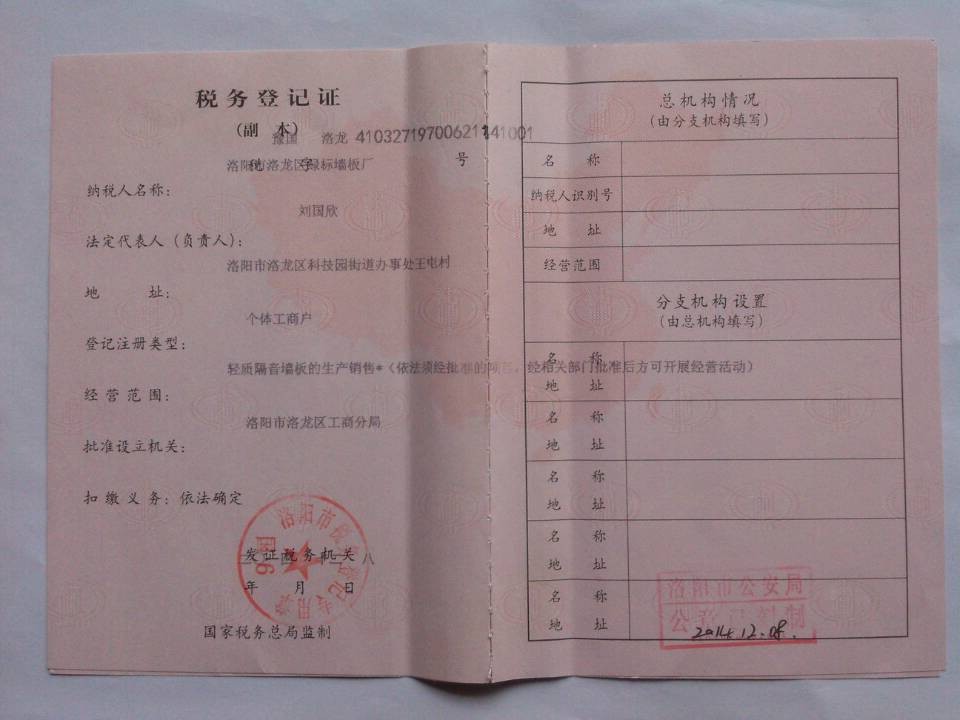 税务登记证
(副 本)
豫国 洛龙 410327197006211141001
税 字 号
洛阳市洛龙区绿标墙板厂
纳税人名称：
刘国欣
法定代表人（负责人）：
洛阳市洛龙区科技园街道办事处王屯村
地 址：
个体工商户
登记注册类型：
轻质隔音墙板的生产销售*（依法须经批准的项目，经相关部门批准后方可开展经营活动）
经营范围：
洛阳市洛龙区工商分局
批准设立机关：
扣缴义务：依法确定
发证税务机关
年 月 日
国家税务总局监制
总机构情况
(由分支机构填写)
名 称
纳税人识别号
地 址
经营范围
分支机构设置
(由总机构填写)
名 称
地 址
名 称
地 址
名 称
地 址
名 称
地 址
名 称
地 址
洛阳市公安局
2014.12.08.